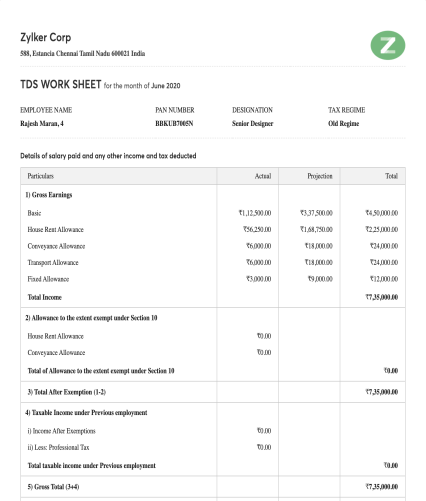 Zylker Corp
588, Estancia Chennai Tamil Nadu 600021 India
Z
TDS WORK SHEET for the month of June 2020
EMPLOYEE NAME PAN NUMBER DESIGNATION TAX REGIME
Rajesh Maran, 4 BBKUB7005N Senior Designer Old Regime
Details of salary paid and any other income and tax deducted
Particulars Actual Projection Total
1) Gross Earnings
Basic ₹1,12,500.00 ₹3,37,500.00 ₹4,50,000.00
House Rent Allowance ₹56,250.00 ₹1,68,750.00 ₹2,25,000.00
Conveyance Allowance ₹6,000.00 ₹18,000.00 ₹24,000.00
Transport Allowance ₹6,000.00 ₹18,000.00 ₹24,000.00
Fixed Allowance ₹3,000.00 ₹9,000.00 ₹12,000.00
Total Income ₹7,35,000.00
2) Allowance to the extent exempt under Section 10
House Rent Allowance ₹0.00
Conveyance Allowance ₹0.00
Total of Allowance to the extent exempt under Section 10 ₹0.00
3) Total After Exemption (1-2) ₹7,35,000.00
4) Taxable Income under Previous employment
i) Income After Exemptions ₹0.00
ii) Less: Professional Tax ₹0.00
Total taxable income under Previous employment ₹0.00
5) Gross Total (3+4) ₹7,35,000.00